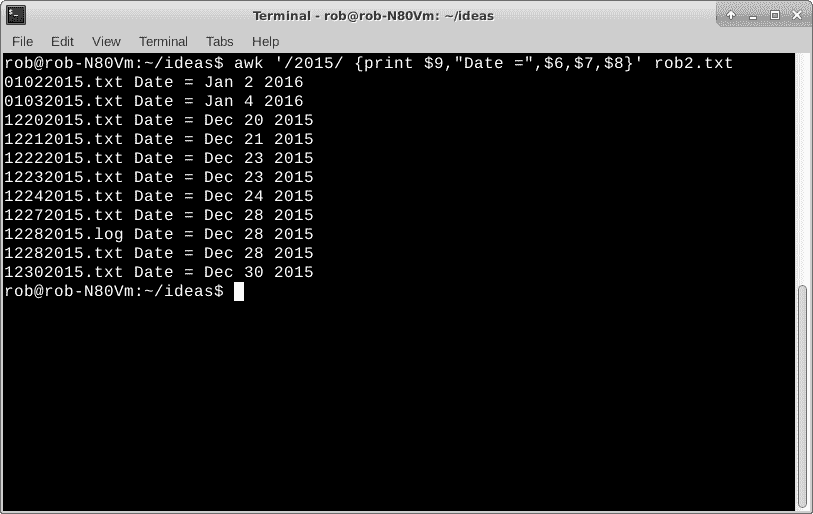 Terminal - rob@rob-N80Vm: ~/ideas
File Edit View Terminal Tabs Help
rob@rob-N80Vm:~/ideas$ awk '/2015/ {print $9,"Date =",$6,$7,$8}' rob2.txt
01022015.txt Date = Jan 2 2016
01032015.txt Date = Jan 4 2016
12202015.txt Date = Dec 20 2015
12212015.txt Date = Dec 21 2015
12222015.txt Date = Dec 23 2015
12232015.txt Date = Dec 23 2015
12242015.txt Date = Dec 24 2015
12272015.txt Date = Dec 28 2015
12282015.log Date = Dec 28 2015
12282015.txt Date = Dec 28 2015
12302015.txt Date = Dec 30 2015
rob@rob-N80Vm:~/ideas$